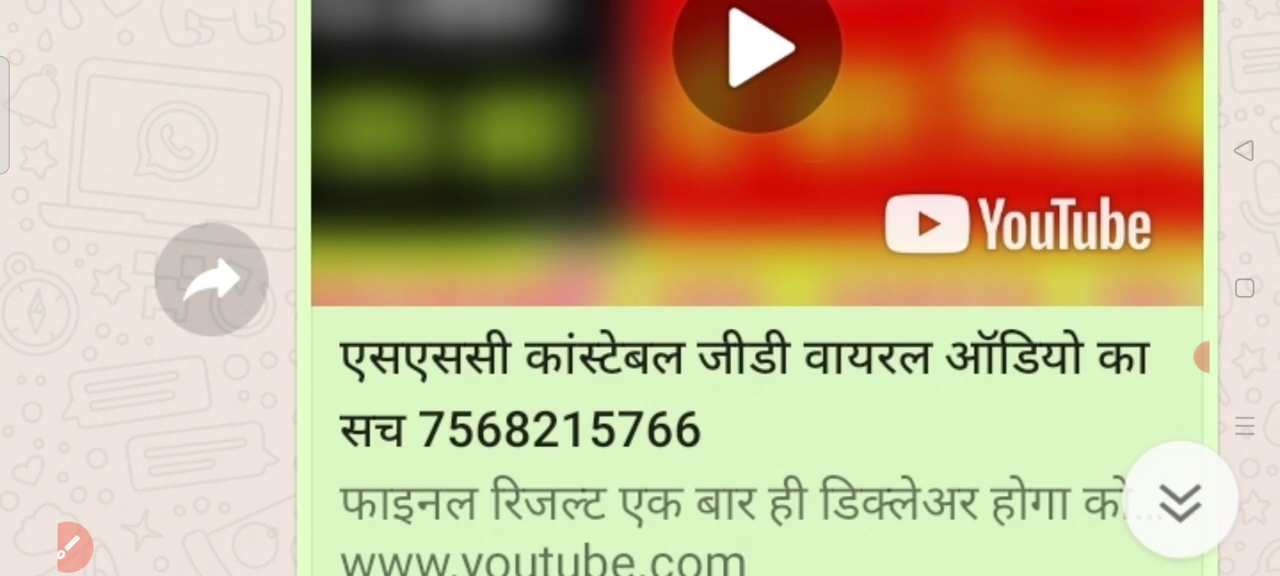 YouTube
एसएससी कांस्टेबल जीडी वायरल ऑडियो का
सच 7568215766
फाइनल रिजल्ट एक बार ही डिक्लेअर होगा को...
www.youtube.com